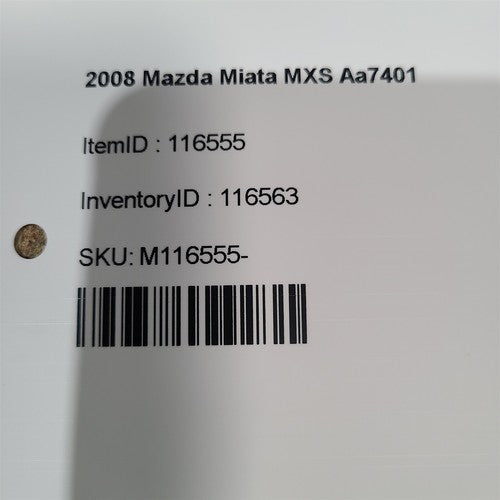 2008 Mazda Miata MXS Aa7401
ItemID : 116555
InventoryID : 116563
SKU: M116555-